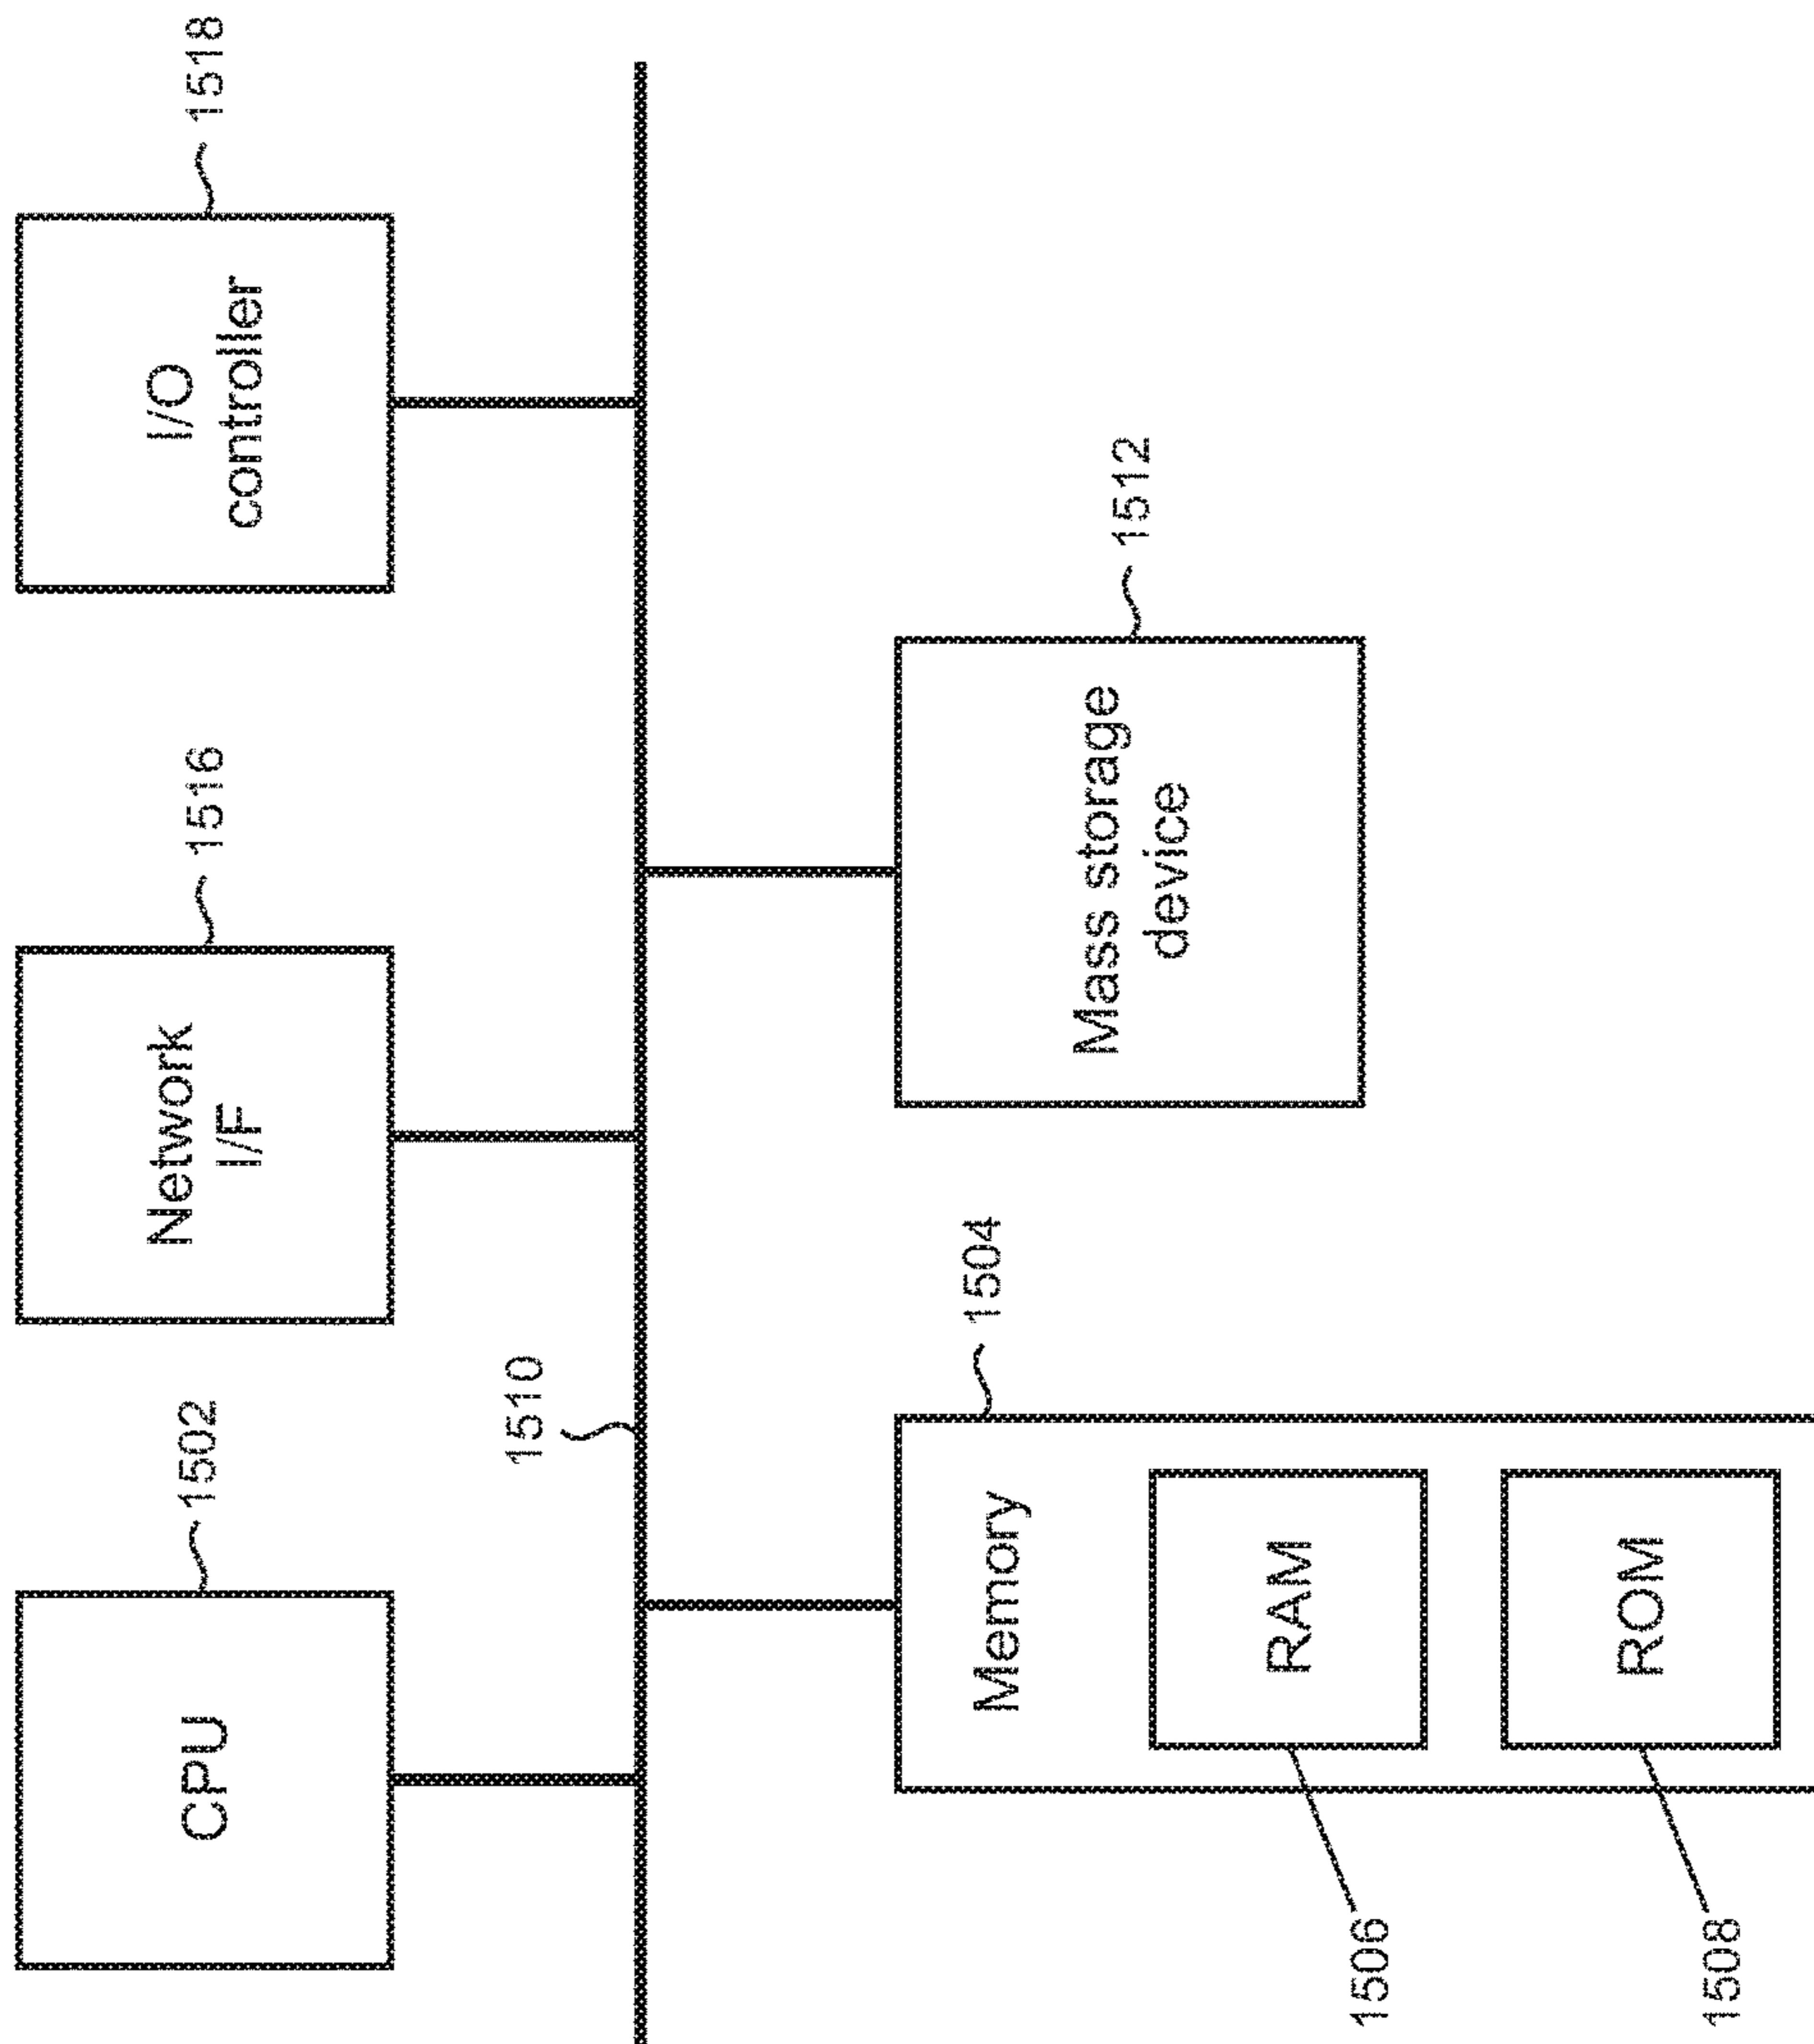 CPU
1502
Network
I/F
1516
I/O
controller
1518
1510
Memory
1504
RAM
1506
ROM
1508
Mass storage
device
1512